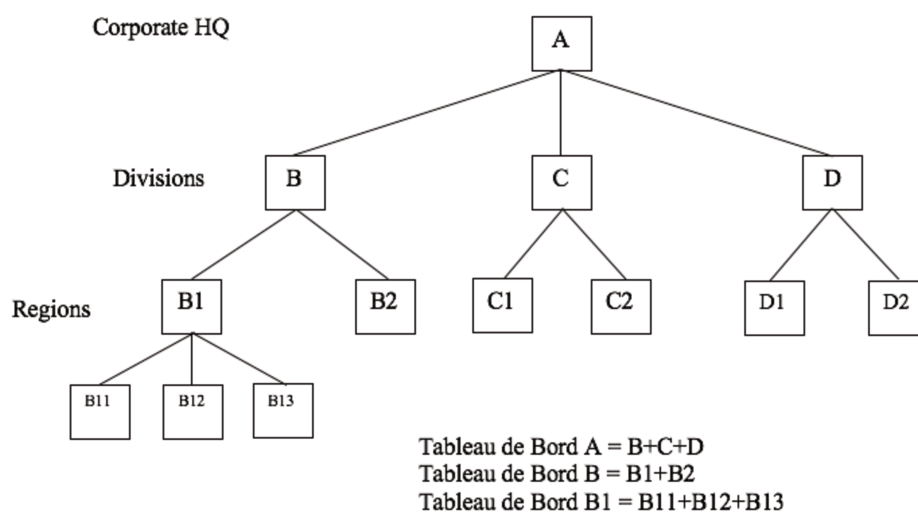 Corporate HQ
A
Divisions
B
C
D
Regions
B1
B2
C1
C2
D1
D2
B11
B12
B13
Tableau de Bord A = B+C+D
Tableau de Bord B = B1+B2
Tableau de Bord B1 = B11+B12+B13